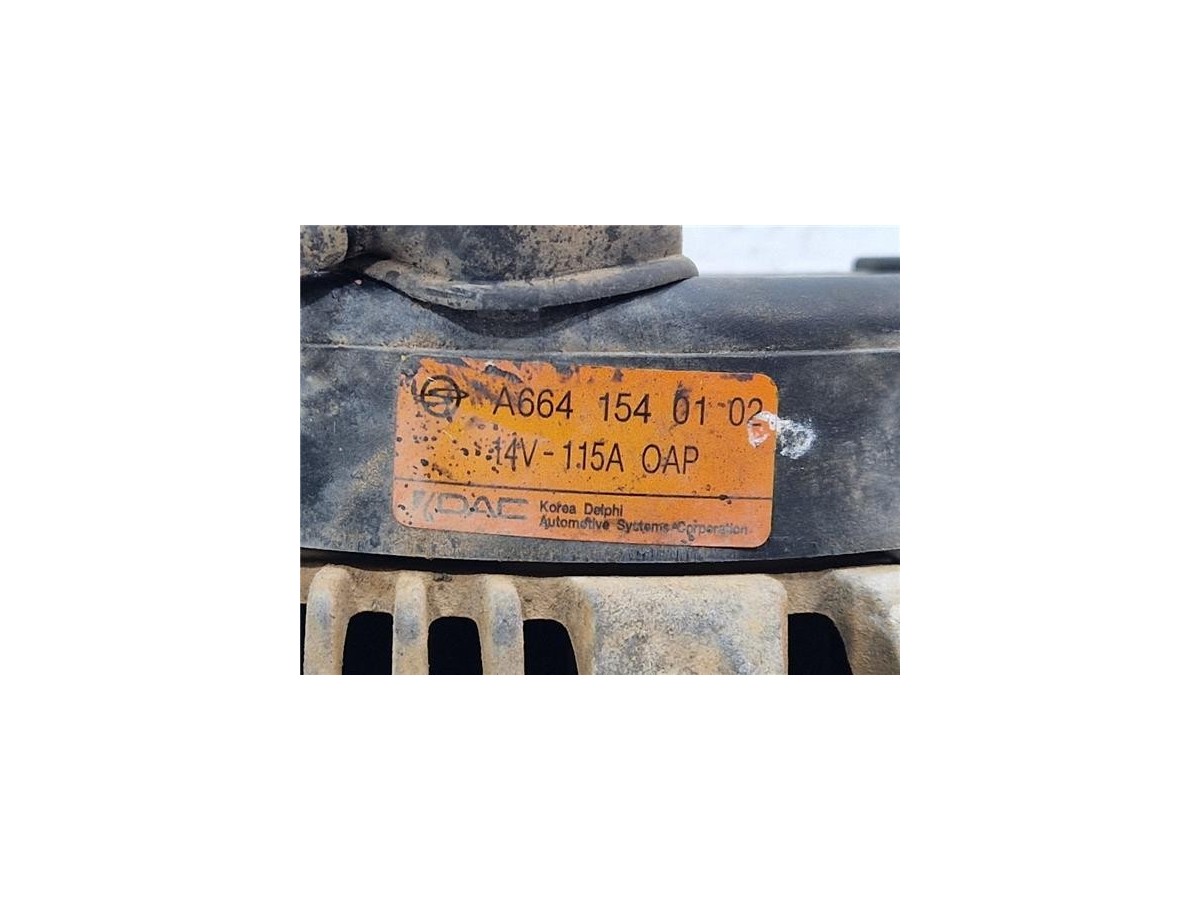 A664 154 01 02
14V - 115A OAP
KDAC Korea Delphi
Automotive Systems Corporation